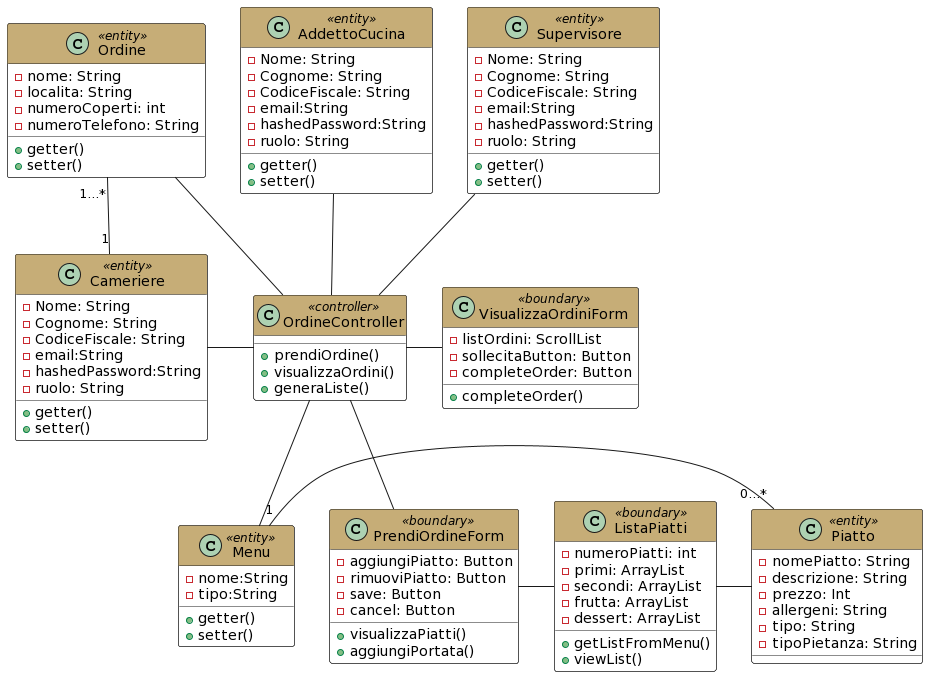 C «entity»
Ordine
nome: String
localita: String
numeroCoperti: int
numeroTelefono: String
getter()
setter()
C «entity»
AddettoCucina
Nome: String
Cognome: String
CodiceFiscale: String
email:String
hashedPassword:String
ruolo: String
getter()
setter()
C «entity»
Supervisore
Nome: String
Cognome: String
CodiceFiscale: String
email:String
hashedPassword:String
ruolo: String
getter()
setter()
1...*
1
C «entity»
Cameriere
Nome: String
Cognome: String
CodiceFiscale: String
email:String
hashedPassword:String
ruolo: String
getter()
setter()
C «controller»
OrdineController
prendiOrdine()
visualizzaOrdini()
generaListe()
C «boundary»
VisualizzaOrdiniForm
listOrdini: ScrollList
sollecitaButton: Button
completeOrder: Button
completeOrder()
1
0...*
C «entity»
Menu
nome:String
tipo:String
getter()
setter()
C «boundary»
PrendiOrdineForm
aggiungiPiatto: Button
rimuoviPiatto: Button
save: Button
cancel: Button
visualizzaPiatti()
aggiungiPortata()
C «boundary»
ListaPiatti
numeroPiatti: int
primi: ArrayList
secondi: ArrayList
frutta: ArrayList
dessert: ArrayList
getListFromMenu()
viewList()
C «entity»
Piatto
nomePiatto: String
descrizione: String
prezzo: Int
allergeni: String
tipo: String
tipoPietanza: String